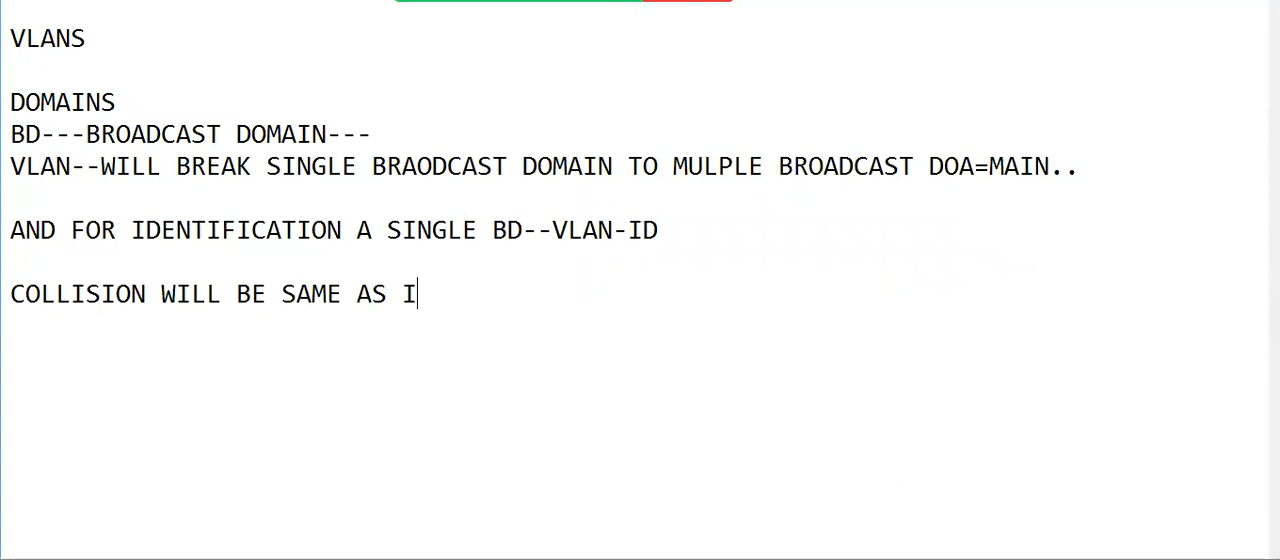 VLANS
DOMAINS
BD---BROADCAST DOMAIN---
VLAN--WILL BREAK SINGLE BRAODCAST DOMAIN TO MULPLE BROADCAST DOA=MAIN..
AND FOR IDENTIFICATION A SINGLE BD--VLAN-ID
COLLISION WILL BE SAME AS I